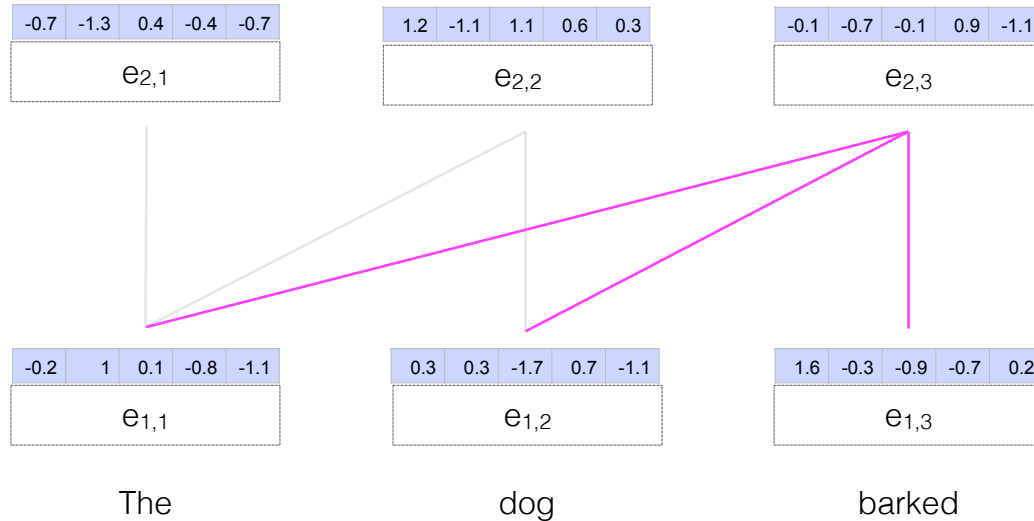 -0.7 -1.3 0.4 -0.4 -0.7 1.2 -1.1 1.1 0.6 0.3 -0.1 -0.7 -0.1 0.9 -1.1
e2,1 e2,2 e2,3
-0.2 1 0.1 -0.8 -1.1 0.3 0.3 -1.7 0.7 -1.1 1.6 -0.3 -0.9 -0.7 0.2
e1,1 e1,2 e1,3
The dog barked